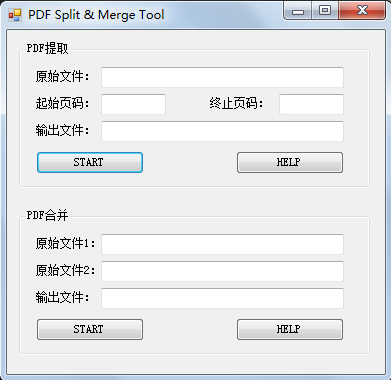 PDF Split & Merge Tool
PDF提取
原始文件：
起始页码： 终止页码：
输出文件：
START HELP
PDF合并
原始文件1：
原始文件2：
输出文件：
START HELP